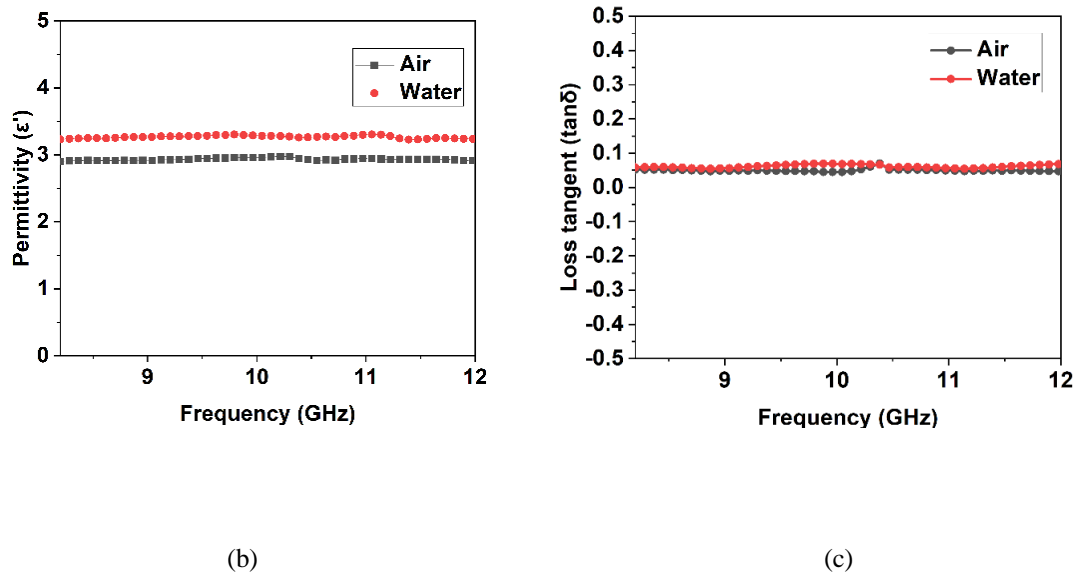 5
4
3
2
1
0
Permittivity (ε')
Air
Water
9
10
11
12
Frequency (GHz)
0.5
0.4
0.3
0.2
0.1
0.0
-0.1
-0.2
-0.3
-0.4
-0.5
Loss tangent (tanδ)
Air
Water
9
10
11
12
Frequency (GHz)
(b)
(c)